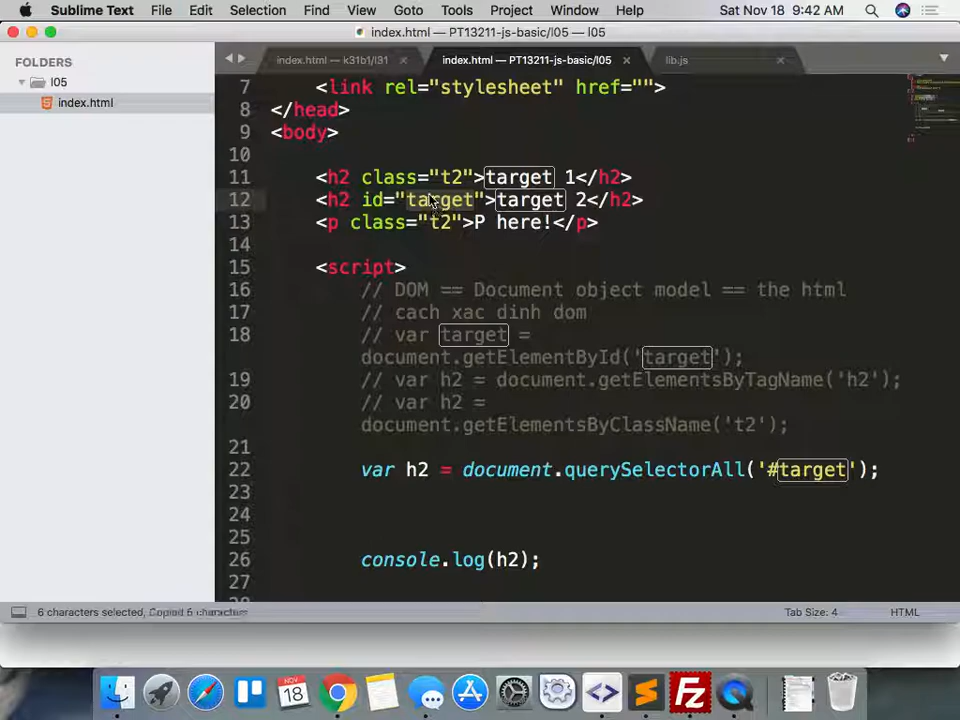 Sublime Text File Edit Selection Find View Goto Tools Project Window Help Sat Nov 18 9:42 AM
index.html — PT13211-js-basic/l05 — l05
FOLDERS
l05
index.html
index.html — k31b1/l31 index.html — PT13211-js-basic/l05 lib.js
7 <link rel="stylesheet" href="">
8 </head>
9 <body>
10
11 <h2 class="t2">target 1</h2>
12 <h2 id="target">target 2</h2>
13 <p class="t2">P here!</p>
14
15 <script>
16 // DOM == Document object model == the html
17 // cach xac dinh dom
18 // var target =
document.getElementById('target');
19 // var h2 = document.getElementsByTagName('h2');
20 // var h2 =
document.getElementsByClassName('t2');
21
22 var h2 = document.querySelectorAll('#target');
23
24
25
26 console.log(h2);
27
6 characters selected, Copied 6 characters Tab Size: 4 HTML
NOV
18